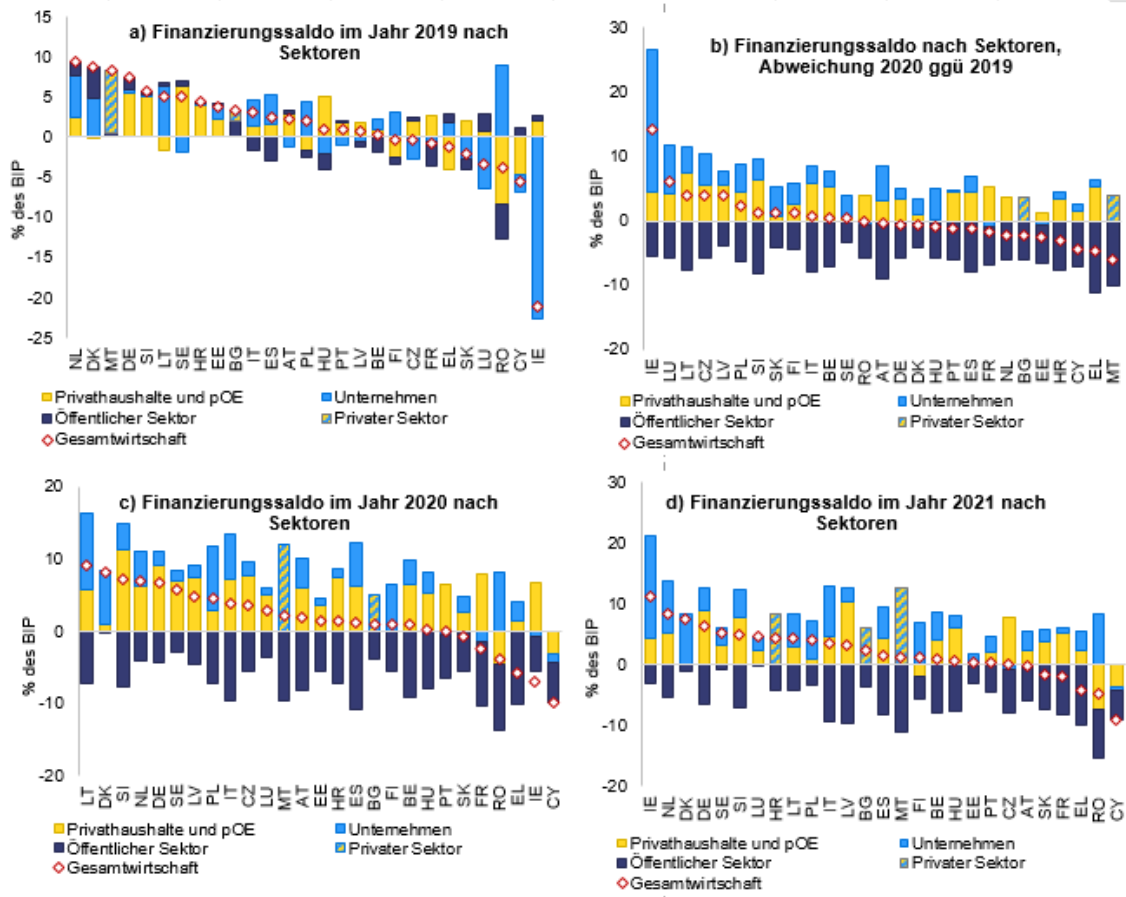 a) Finanzierungssaldo im Jahr 2019 nach
Sektoren
% des BIP
15
10
5
0
-5
-10
-15
-20
-25
NL DK MT DE SI LT SE HR EE BG IT ES AT PL HU PT LV BE FI CZ FR EL SK LU RO CY IE
Privathaushalte und pOE
Unternehmen
Öffentlicher Sektor
Privater Sektor
Gesamtwirtschaft
b) Finanzierungssaldo nach Sektoren,
Abweichung 2020 ggü 2019
% des BIP
30
20
10
0
-10
-20
IE LU LT CZ LV PL SI SK FI IT BE SE RO AT DE DK HU PT ES FR NL BG EE HR CY EL MT
Privathaushalte und pOE
Unternehmen
Öffentlicher Sektor
Privater Sektor
Gesamtwirtschaft
c) Finanzierungssaldo im Jahr 2020 nach
Sektoren
% des BIP
20
10
0
-10
-20
LT DK SI NL DE SE LV PL IT CZ LU MT AT EE HR ES BG FI BE HU PT SK FR RO EL IE CY
Privathaushalte und pOE
Unternehmen
Öffentlicher Sektor
Privater Sektor
Gesamtwirtschaft
d) Finanzierungssaldo im Jahr 2021 nach
Sektoren
% des BIP
30
20
10
0
-10
-20
IE NL DK DE SE SI LU HR LT PL IT LV BG ES MT FI BE HU EE PT CZ AT SK FR EL RO CY
Privathaushalte und pOE
Unternehmen
Öffentlicher Sektor
Privater Sektor
Gesamtwirtschaft